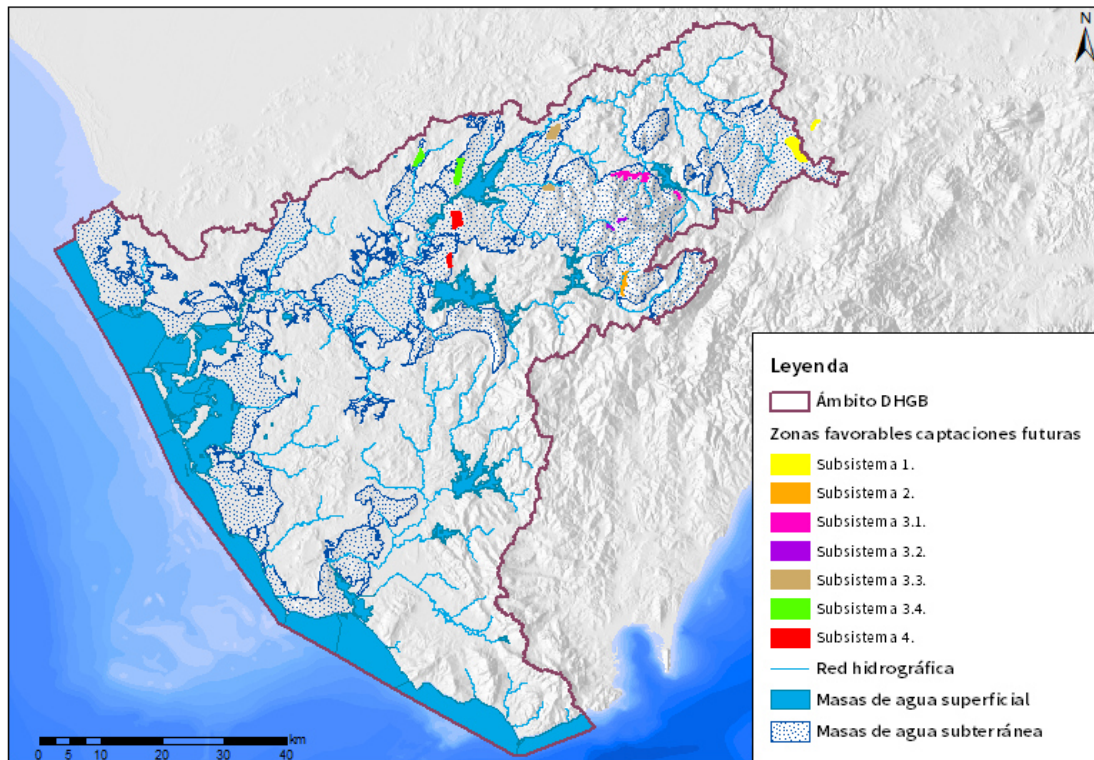 N
Leyenda
Ámbito DHGB
Zonas favorables captaciones futuras
Subsistema 1.
Subsistema 2.
Subsistema 3.1.
Subsistema 3.2.
Subsistema 3.3.
Subsistema 3.4.
Subsistema 4.
Red hidrográfica
Masas de agua superficial
Masas de agua subterránea
km
0 5 10 20 30 40